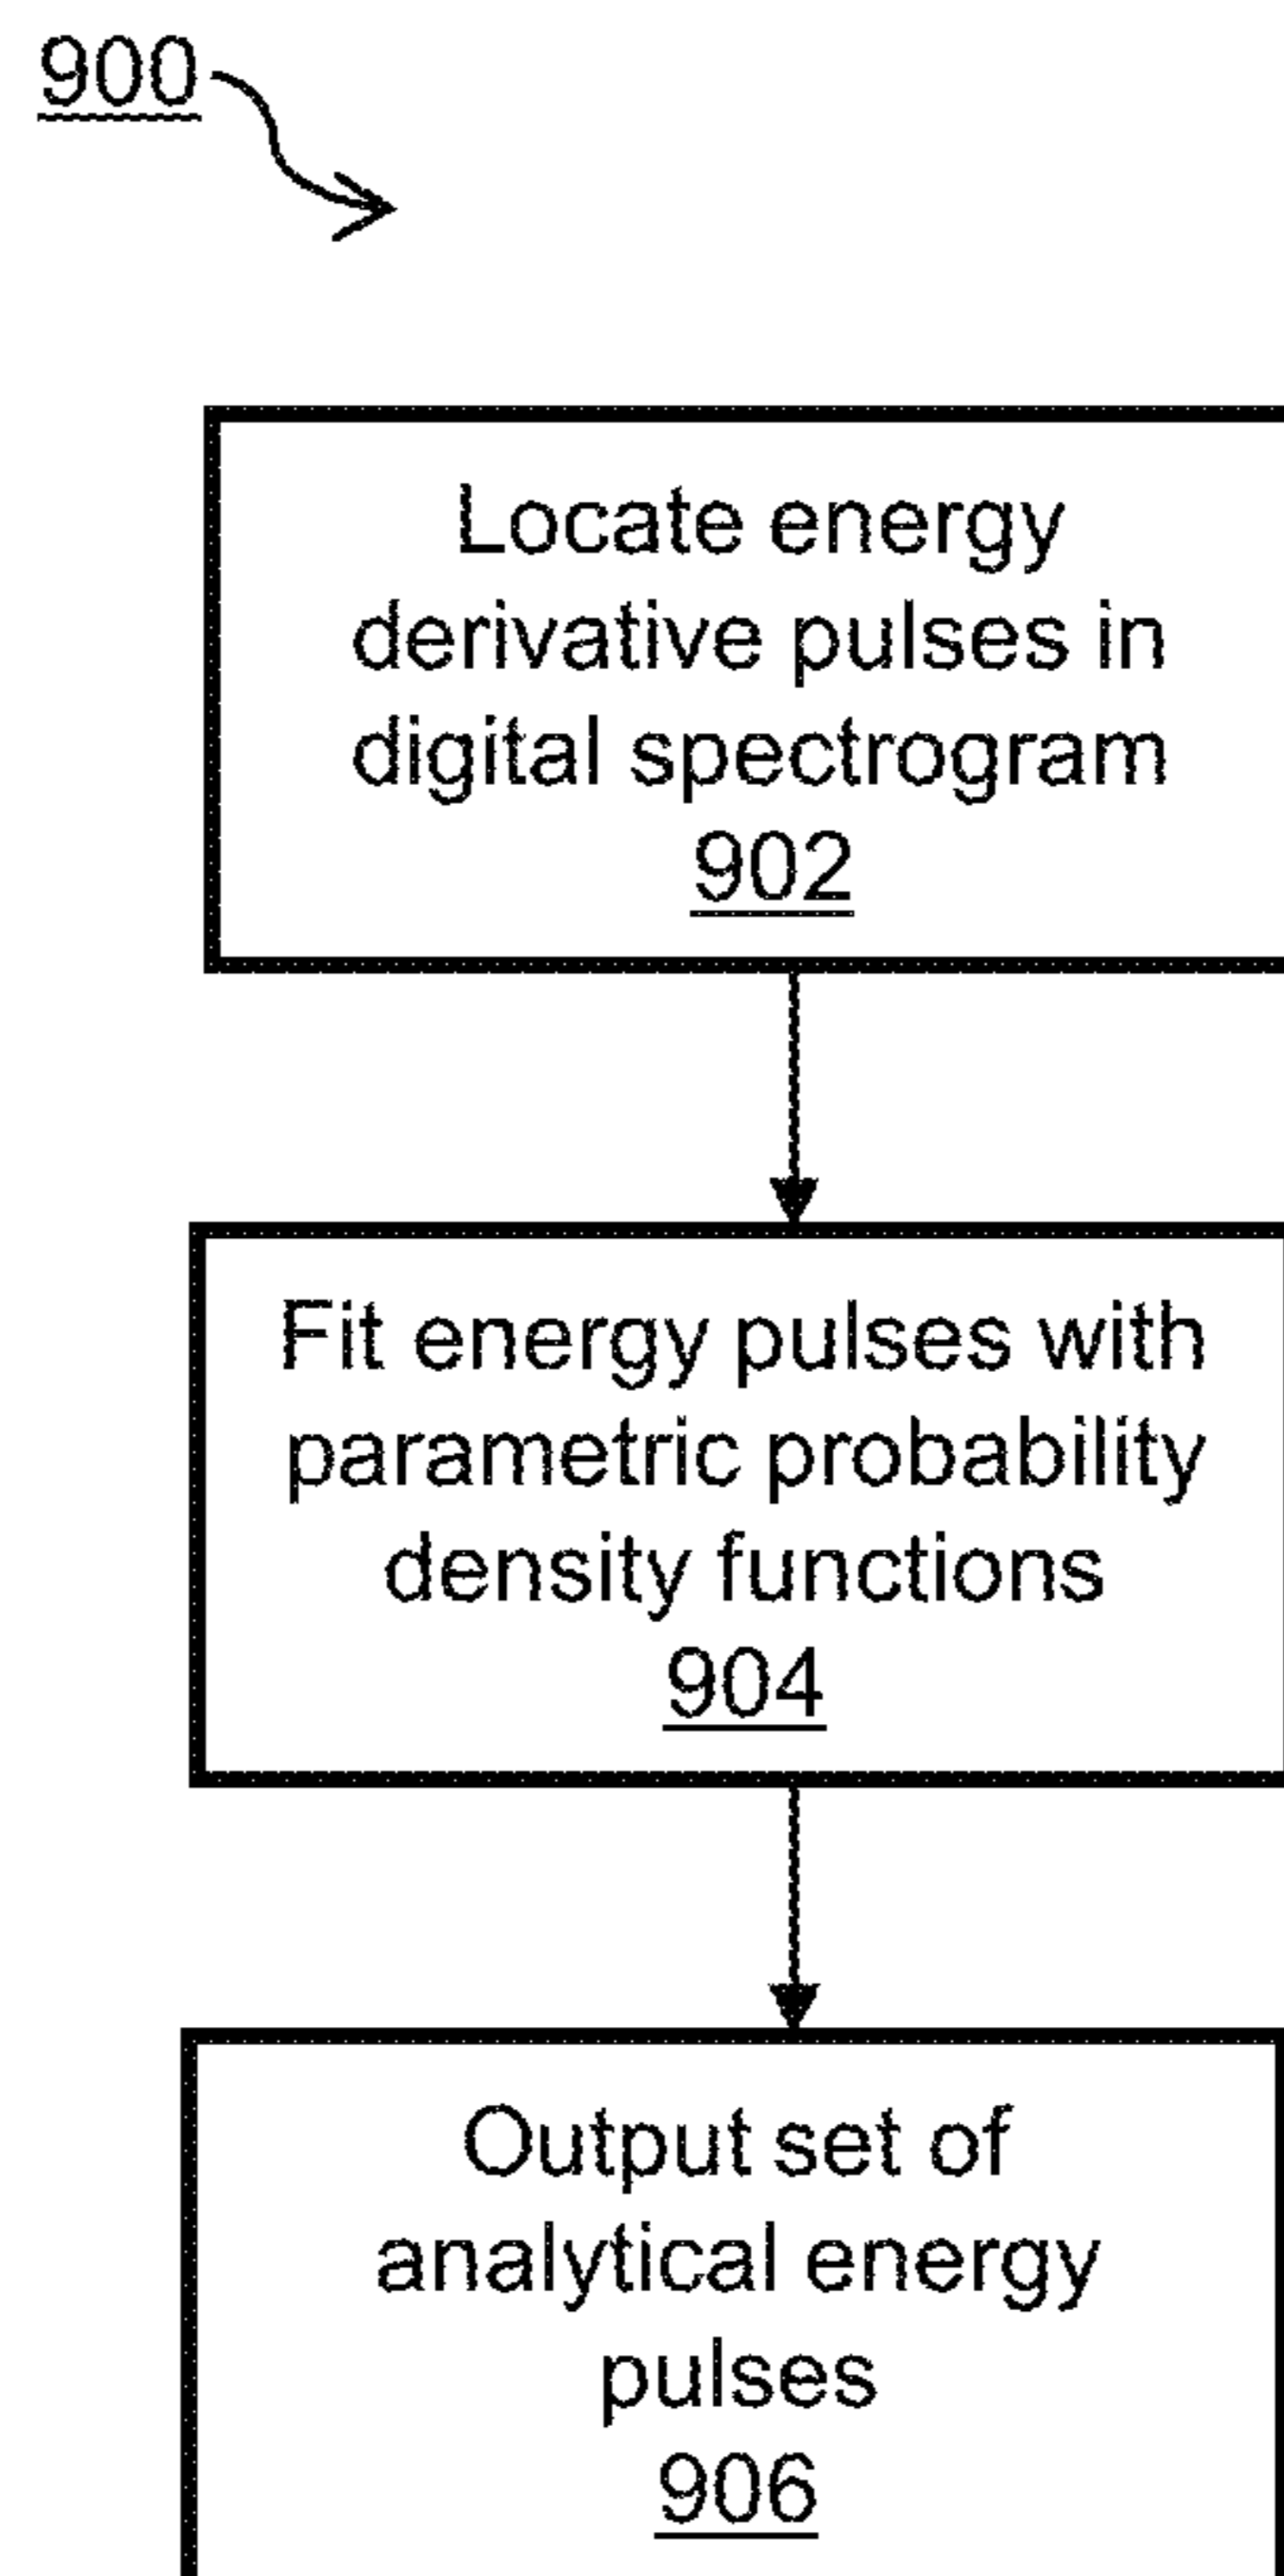 900
Locate energy
derivative pulses in
digital spectrogram
902
Fit energy pulses with
parametric probability
density functions
904
Output set of
analytical energy
pulses
906